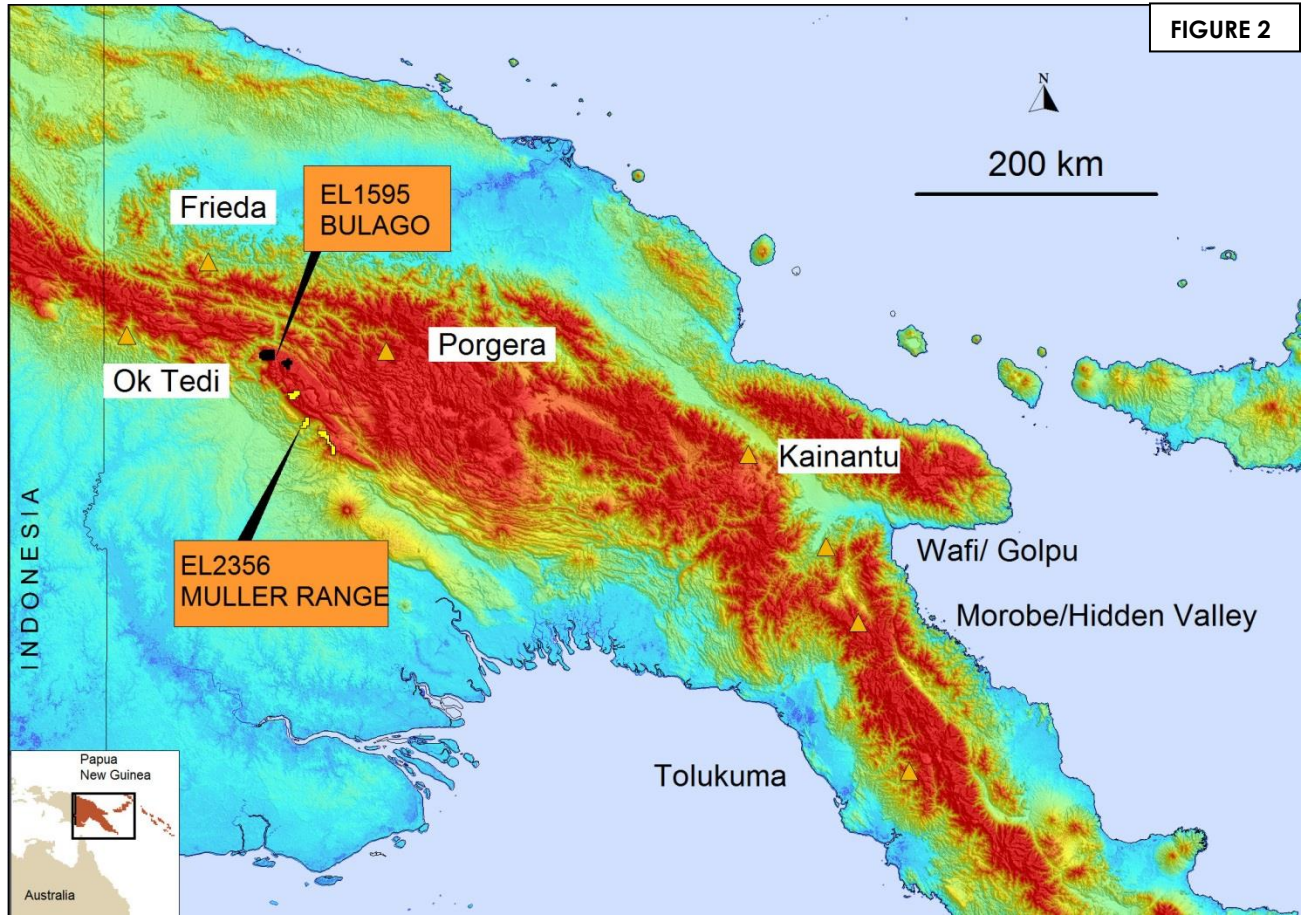 FIGURE 2
N
200 km
EL1595
BULAGO
Frieda
Porgera
Ok Tedi
Kainantu
INDONESIA
EL2356
MULLER RANGE
Wafi/ Golpu
Morobe/Hidden Valley
Tolukuma
Papua
New Guinea
Australia